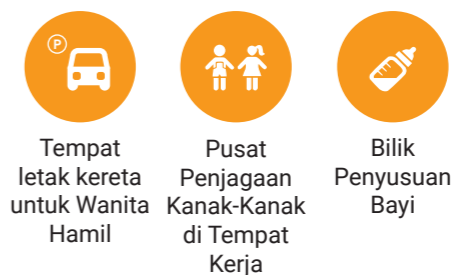 P
Tempat
letak kereta
untuk Wanita
Hamil
Pusat
Penjagaan
Kanak-Kanak
di Tempat
Kerja
Bilik
Penyusuan
Bayi